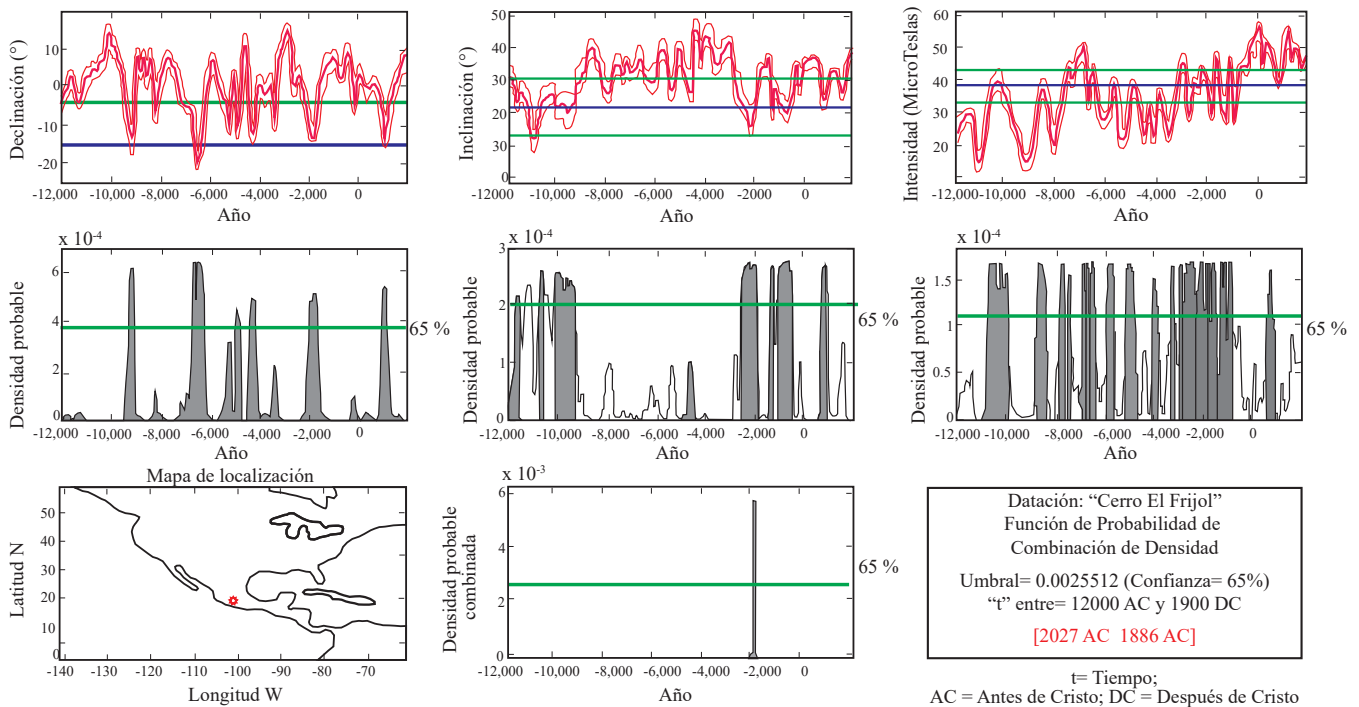 Declinación (°)
10
0
-10
-20
-12,000 -10,000 -8,000 -6,000 -4,000 -2,000 0
Año
Inclinación (°)
50
40
30
20
10
0
-12,000 -10,000 -8,000 -6,000 -4,000 -2,000 0
Año
Intensidad (MicroTeslas)
60
50
40
30
20
-12,000 -10,000 -8,000 -6,000 -4,000 -2,000 0
Año
x 10-4
Densidad probable
6
4
2
0
65 %
-12,000 -10,000 -8,000 -6,000 -4,000 -2,000 0
Año
x 10-4
Densidad probable
3
2
1
0
65 %
-12,000 -10,000 -8,000 -6,000 -4,000 -2,000 0
Año
x 10-4
Densidad probable
1.5
1
0.5
0
65 %
-12,000 -10,000 -8,000 -6,000 -4,000 -2,000 0
Año
Mapa de localización
Latitud N
50
40
30
20
10
0
-140 -130 -120 -110 -100 -90 -80 -70
Longitud W
x 10-3
Densidad probable
combinada
6
4
2
0
65 %
-12,000 -10,000 -8,000 -6,000 -4,000 -2,000 0
Año
Datación: “Cerro El Frijol”
Función de Probabilidad de
Combinación de Densidad
Umbral= 0.0025512 (Confianza= 65%)
“t” entre= 12000 AC y 1900 DC
[2027 AC 1886 AC]
t= Tiempo;
AC = Antes de Cristo; DC = Después de Cristo